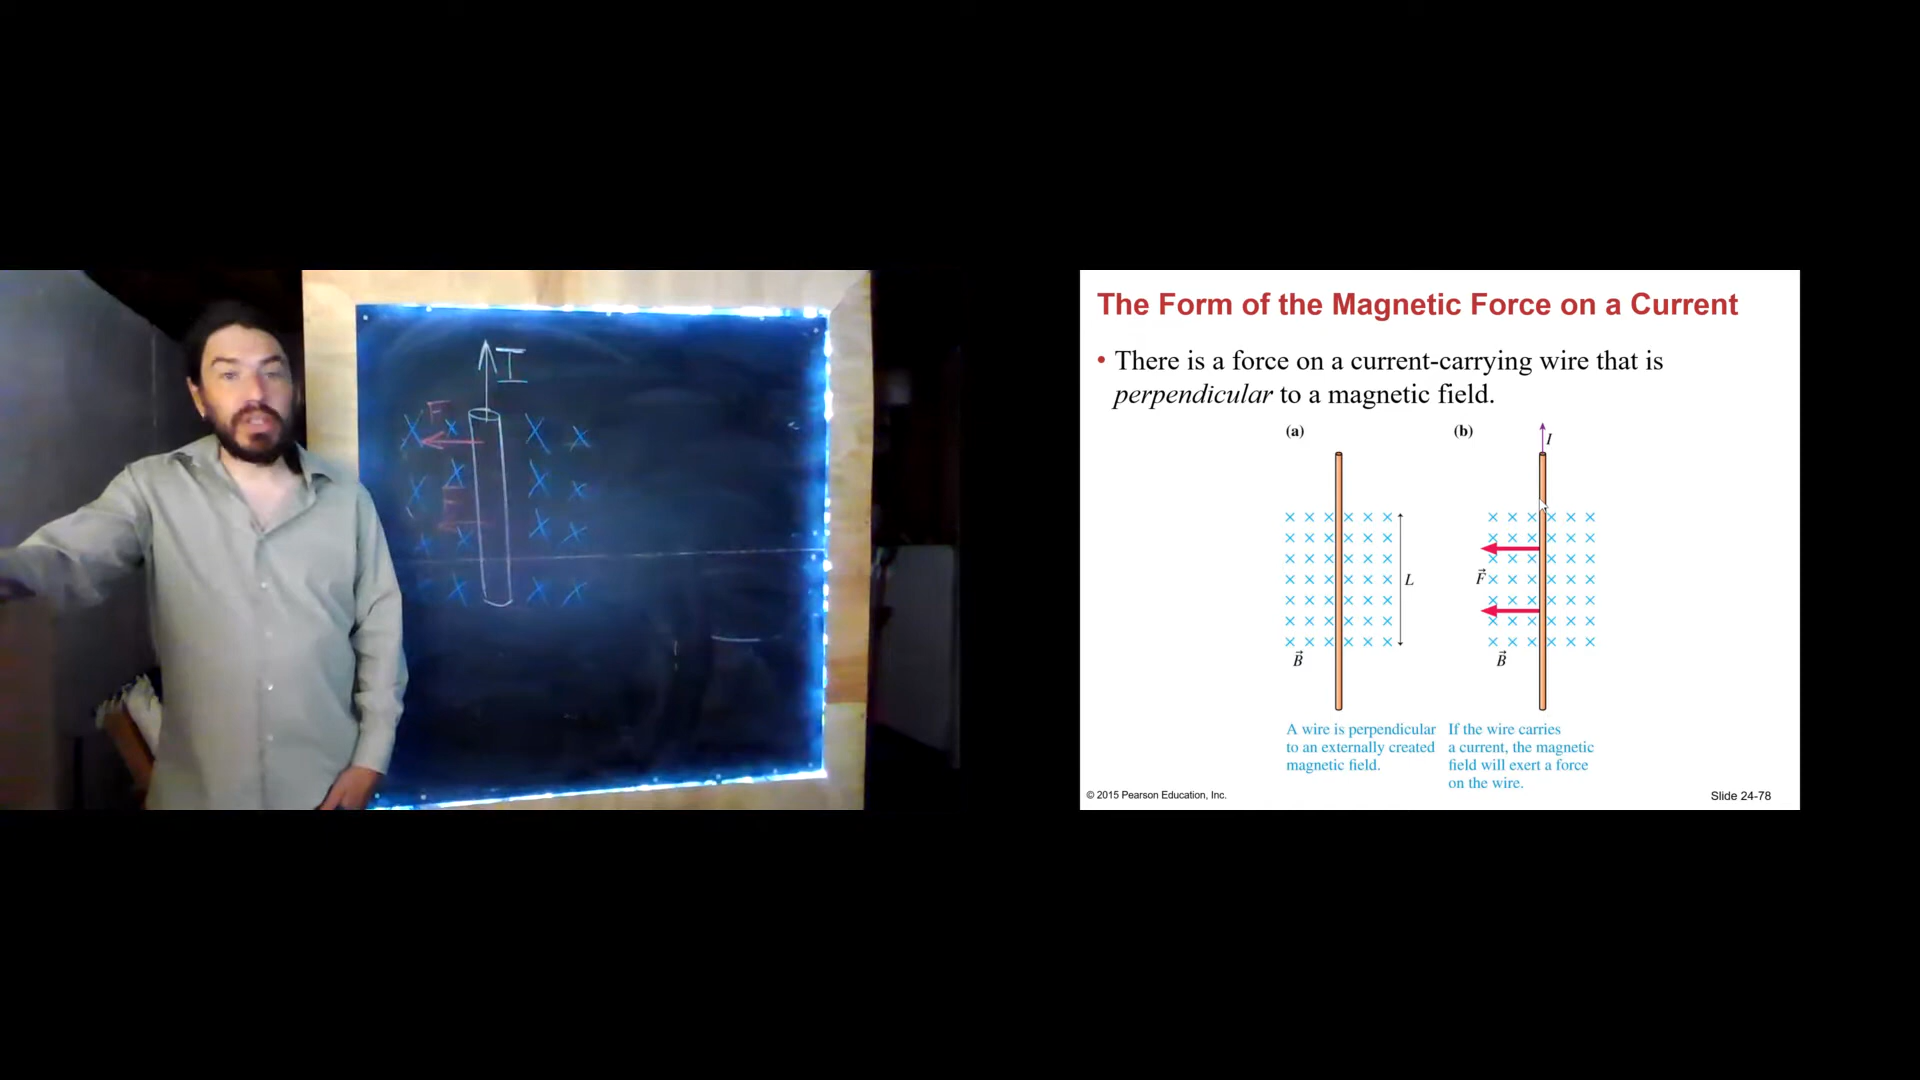 I
F
X X X X
X X X
X
F
X X X X
X X X X
The Form of the Magnetic Force on a Current
• There is a force on a current-carrying wire that is
perpendicular to a magnetic field.
(a)
L
B⃗
A wire is perpendicular
to an externally created
magnetic field.
(b)
I
F⃗
B⃗
If the wire carries
a current, the magnetic
field will exert a force
on the wire.
© 2015 Pearson Education, Inc.
Slide 24-78